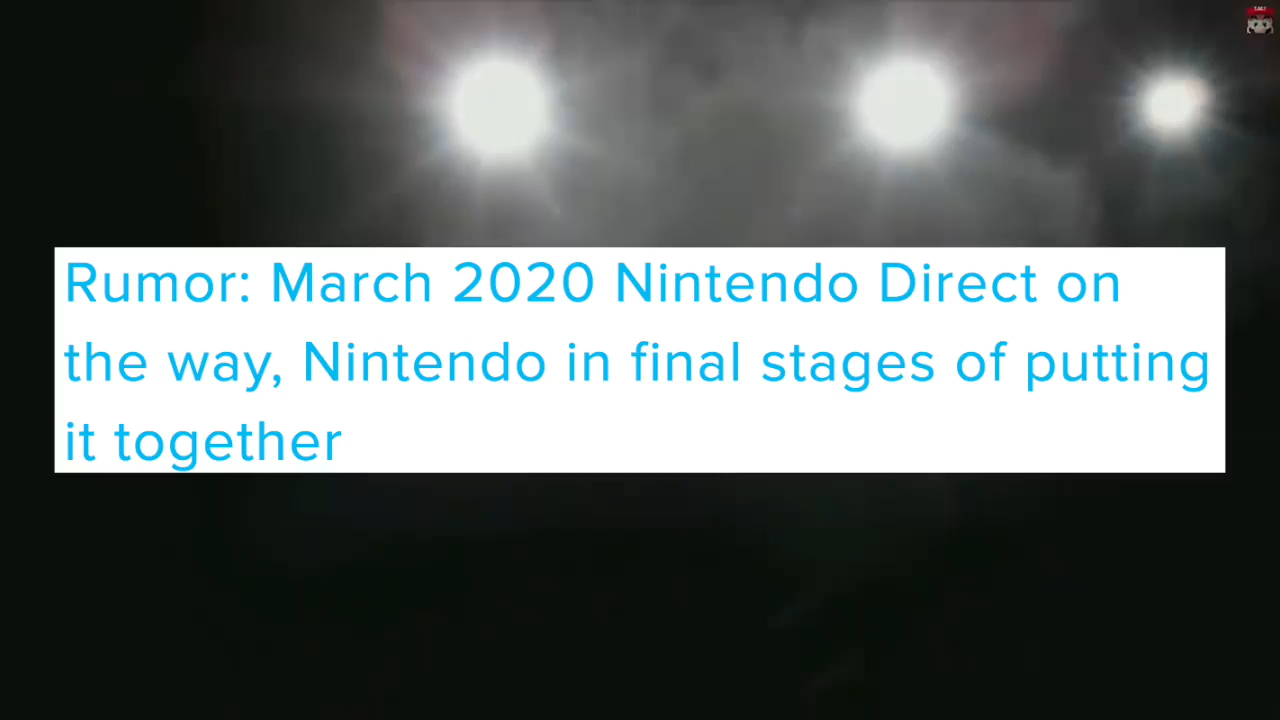 Rumor: March 2020 Nintendo Direct on
the way, Nintendo in final stages of putting
it together